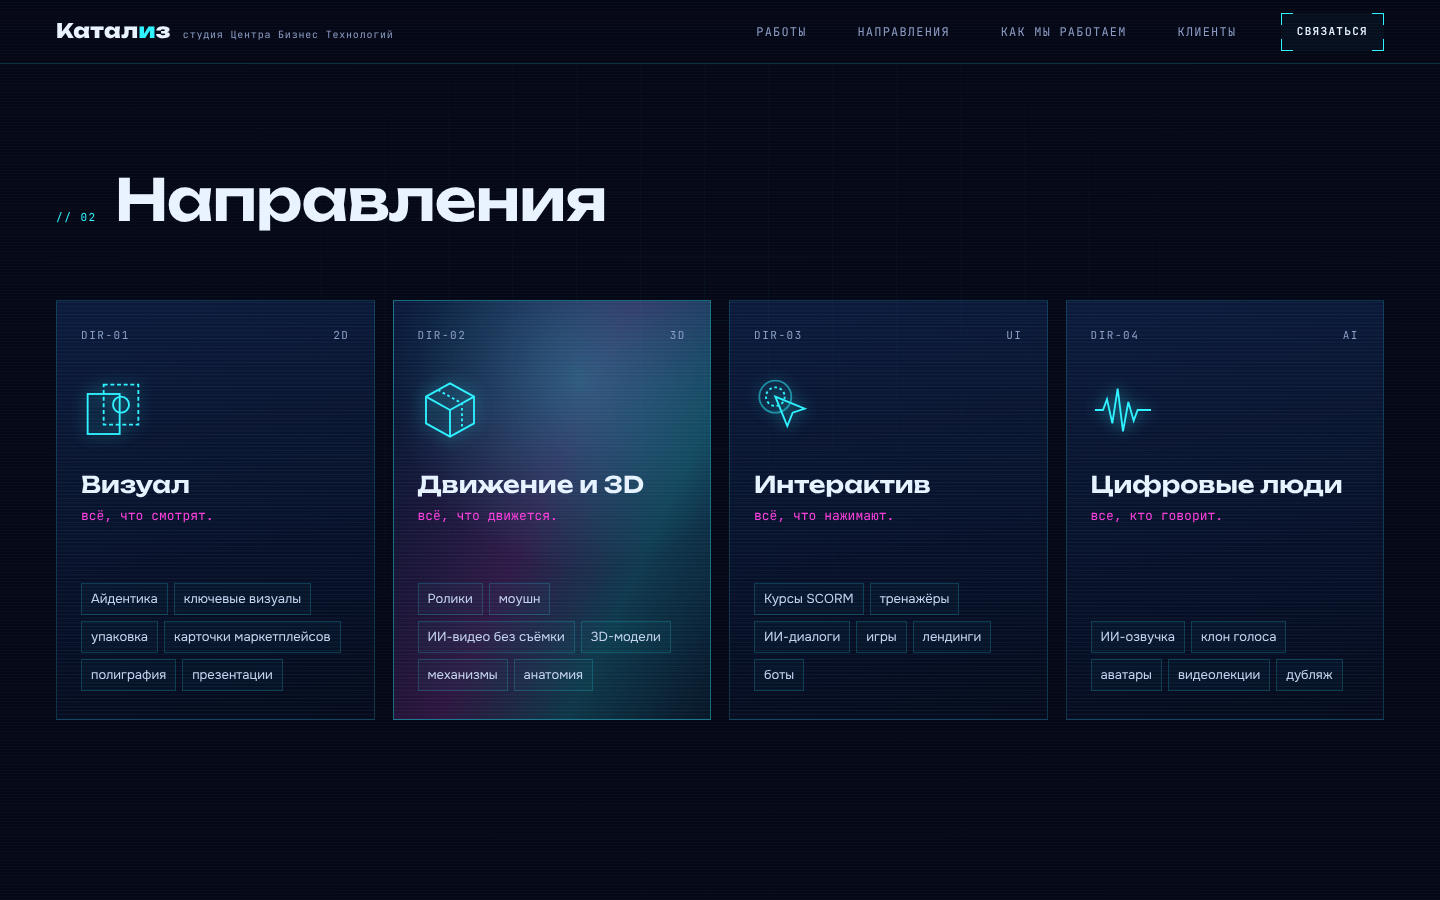 Катализ студия Центра Бизнес Технологий
РАБОТЫ НАПРАВЛЕНИЯ КАК МЫ РАБОТАЕМ КЛИЕНТЫ СВЯЗАТЬСЯ
// 02 Направления
DIR-01 2D
Визуал
всё, что смотрят.
Айдентика ключевые визуалы
упаковка карточки маркетплейсов
полиграфия презентации
DIR-02 3D
Движение и 3D
всё, что движется.
Ролики моушн
ИИ-видео без съёмки 3D-модели
механизмы анатомия
DIR-03 UI
Интерактив
всё, что нажимают.
Курсы SCORM тренажёры
ИИ-диалоги игры лендинги
боты
DIR-04 AI
Цифровые люди
все, кто говорит.
ИИ-озвучка клон голоса
аватары видеолекции дубляж